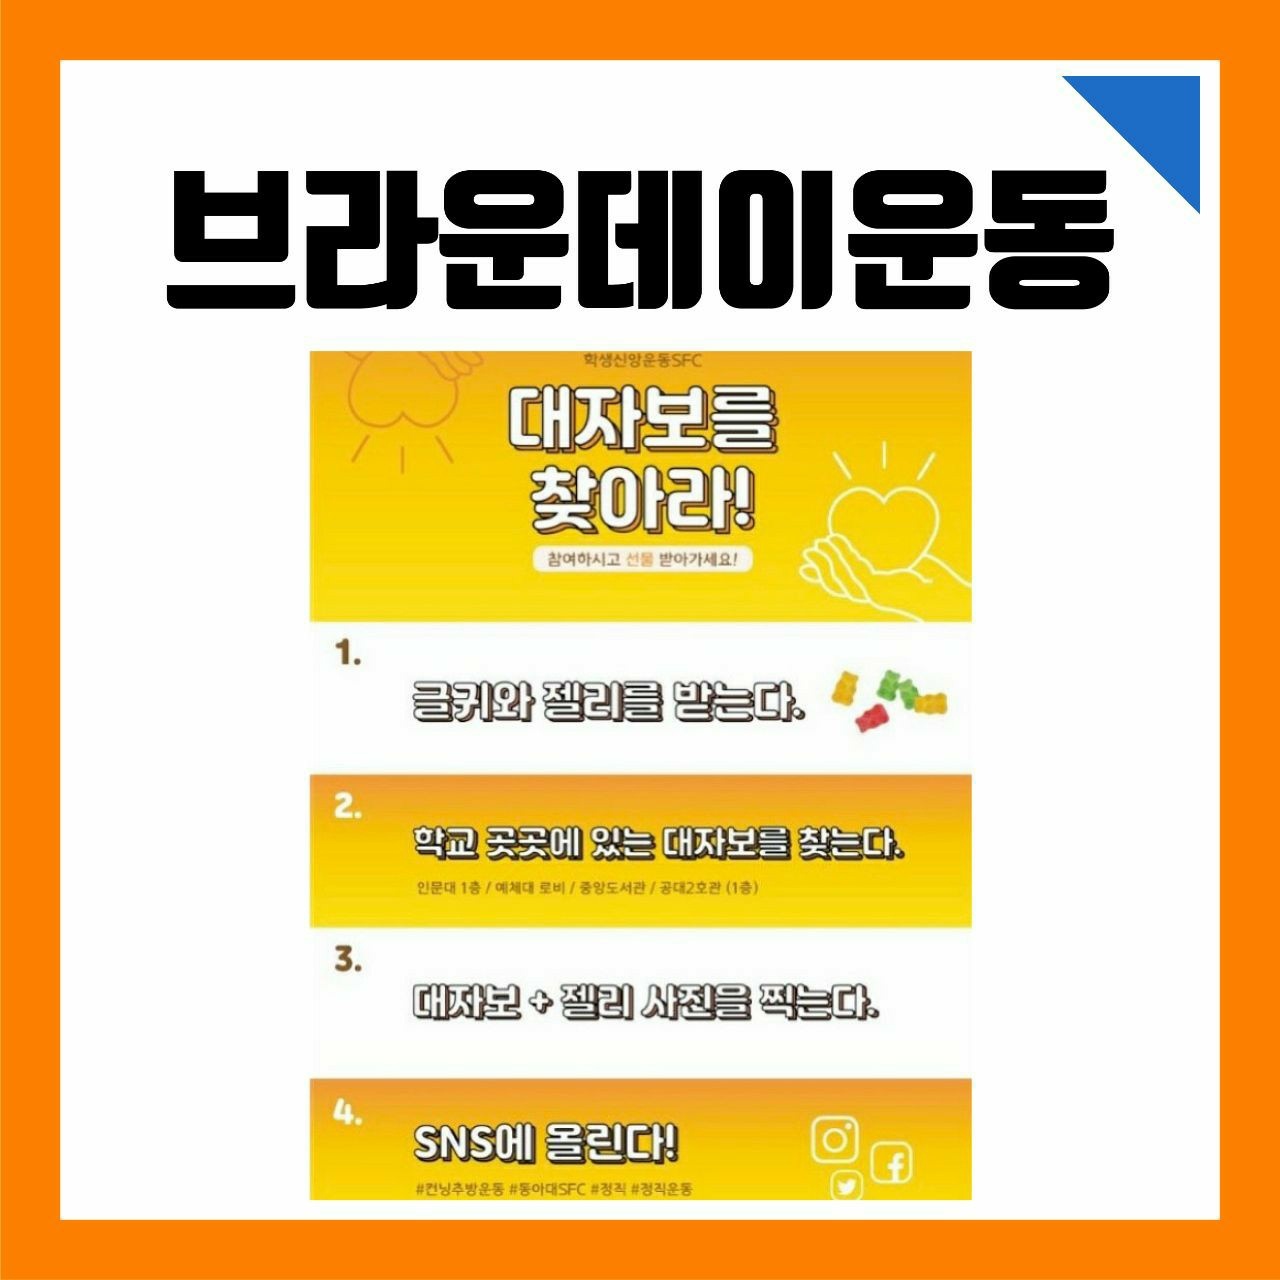 브라운데이운동
학생신앙운동SFC
대자보를
찾아라!
참여하시고 선물 받아가세요!
1.
글귀와 젤리를 받는다.
2.
학교 곳곳에 있는 대자보를 찾는다.
인문대 1층 / 예체대 로비 / 중앙도서관 / 공대2호관 (1층)
3.
대자보 + 젤리 사진을 찍는다.
4.
SNS에 올린다!
#컨닝추방운동 #동아대SFC #정직 #정직운동